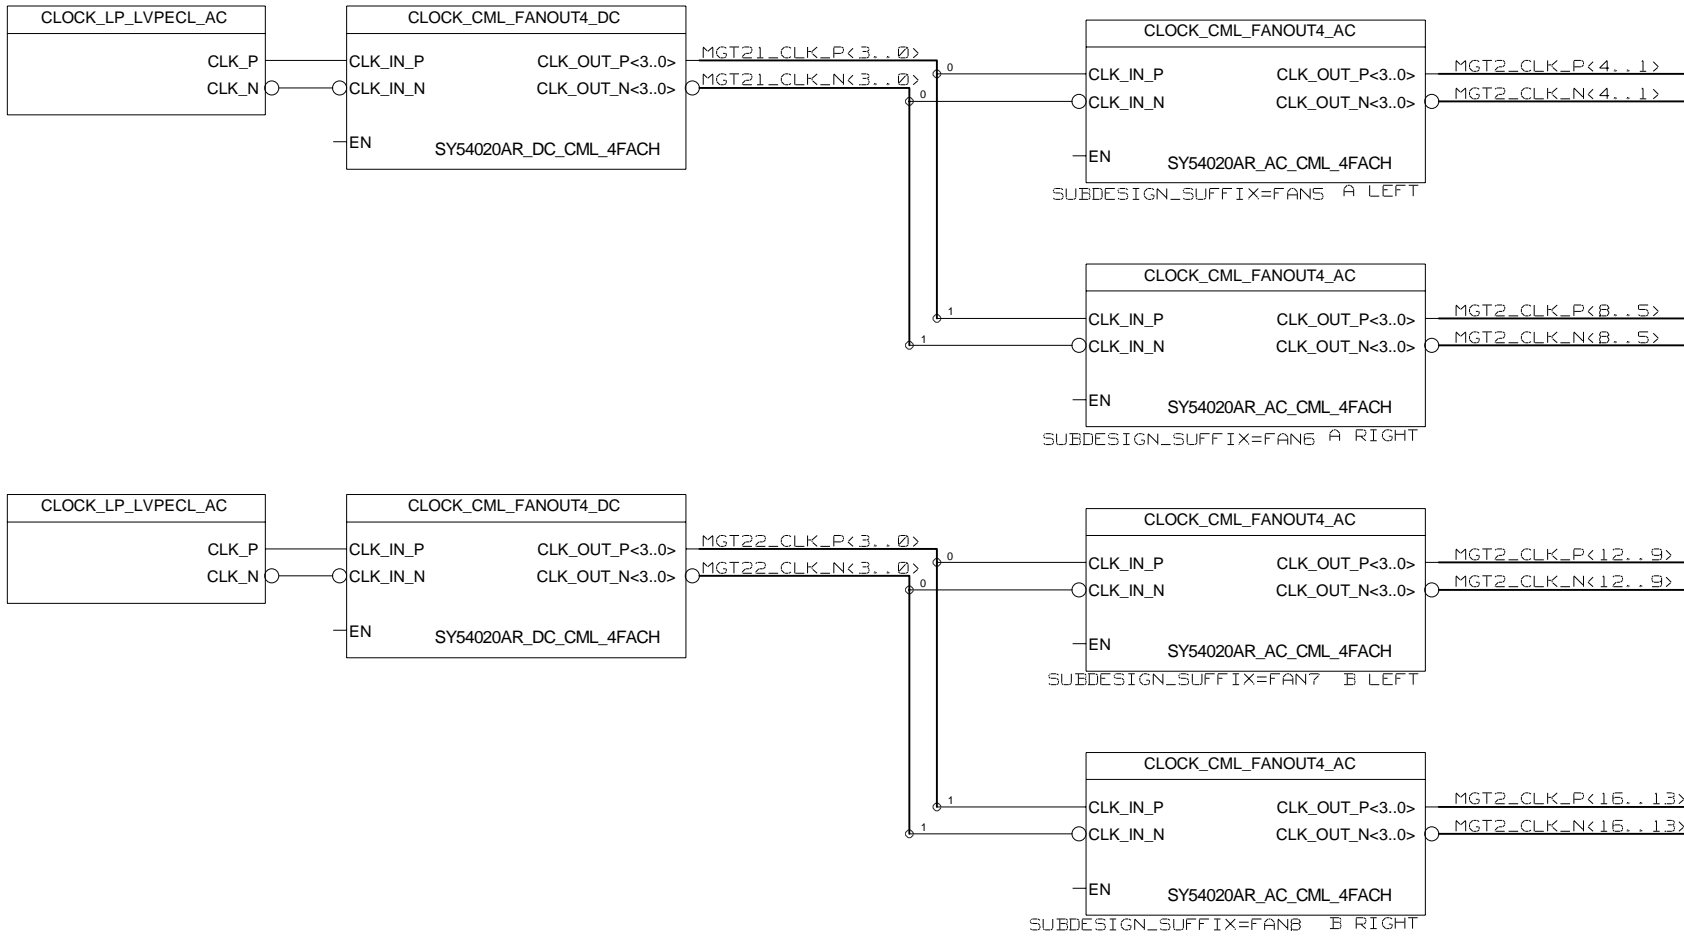 CLOCK_LP_LVPECL_AC
CLK_P
CLK_N
CLOCK_CML_FANOUT4_DC
CLK_IN_P CLK_OUT_P<3..0>
CLK_IN_N CLK_OUT_N<3..0>
EN
SY54020AR_DC_CML_4FACH
MGT21_CLK_P<3..0>
MGT21_CLK_N<3..0>
0
0
CLOCK_CML_FANOUT4_AC
CLK_IN_P CLK_OUT_P<3..0>
CLK_IN_N CLK_OUT_N<3..0>
EN
SY54020AR_AC_CML_4FACH
SUBDESIGN_SUFFIX=FAN5 A LEFT
MGT2_CLK_P<4..1>
MGT2_CLK_N<4..1>
1
1
CLOCK_CML_FANOUT4_AC
CLK_IN_P CLK_OUT_P<3..0>
CLK_IN_N CLK_OUT_N<3..0>
EN
SY54020AR_AC_CML_4FACH
SUBDESIGN_SUFFIX=FAN6 A RIGHT
MGT2_CLK_P<8..5>
MGT2_CLK_N<8..5>
CLOCK_LP_LVPECL_AC
CLK_P
CLK_N
CLOCK_CML_FANOUT4_DC
CLK_IN_P CLK_OUT_P<3..0>
CLK_IN_N CLK_OUT_N<3..0>
EN
SY54020AR_DC_CML_4FACH
MGT22_CLK_P<3..0>
MGT22_CLK_N<3..0>
0
0
CLOCK_CML_FANOUT4_AC
CLK_IN_P CLK_OUT_P<3..0>
CLK_IN_N CLK_OUT_N<3..0>
EN
SY54020AR_AC_CML_4FACH
SUBDESIGN_SUFFIX=FAN7 B LEFT
MGT2_CLK_P<12..9>
MGT2_CLK_N<12..9>
1
1
CLOCK_CML_FANOUT4_AC
CLK_IN_P CLK_OUT_P<3..0>
CLK_IN_N CLK_OUT_N<3..0>
EN
SY54020AR_AC_CML_4FACH
SUBDESIGN_SUFFIX=FAN8 B RIGHT
MGT2_CLK_P<16..13>
MGT2_CLK_N<16..13>